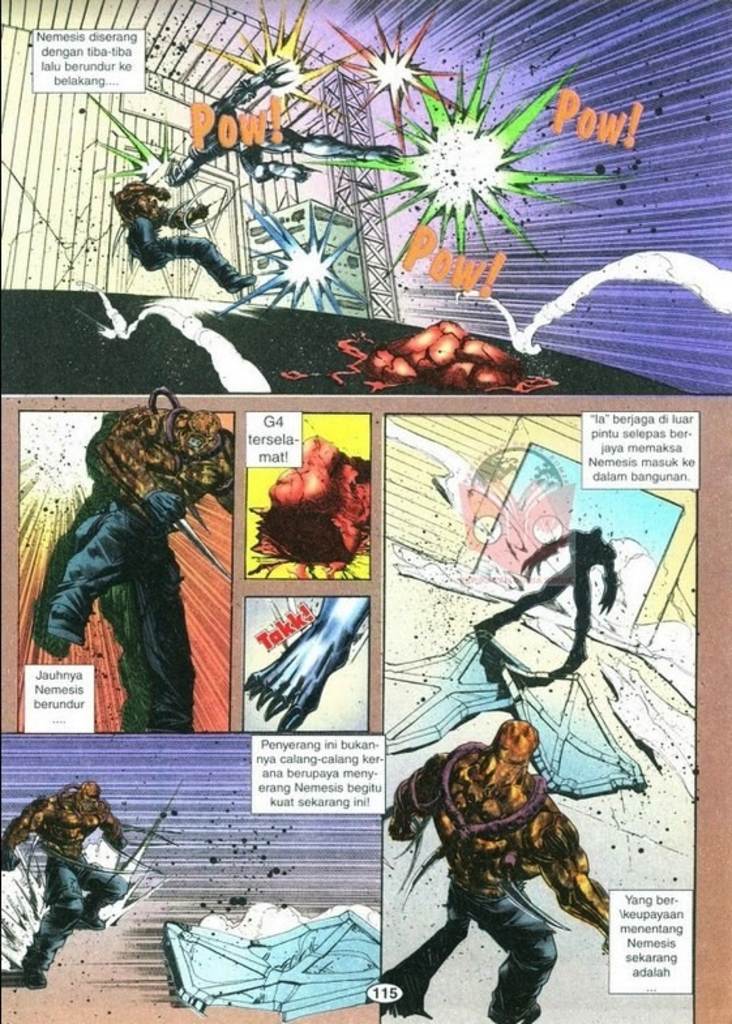 Nemesis diserang
dengan tiba-tiba
lalu berundur ke
belakang....
Pow!
Pow!
Pow!
G4
tersela-
mat!
"Ia" berjaga di luar
pintu selepas ber-
jaya memaksa
Nemesis masuk ke
dalam bangunan.
Takk!
Jauhnya
Nemesis
berundur
....
Penyerang ini bukan-
nya calang-calang ker-
ana berupaya meny-
erang Nemesis begitu
kuat sekarang ini!
Yang ber-
\keupayaan
menentang
Nemesis
sekarang
adalah
...
115